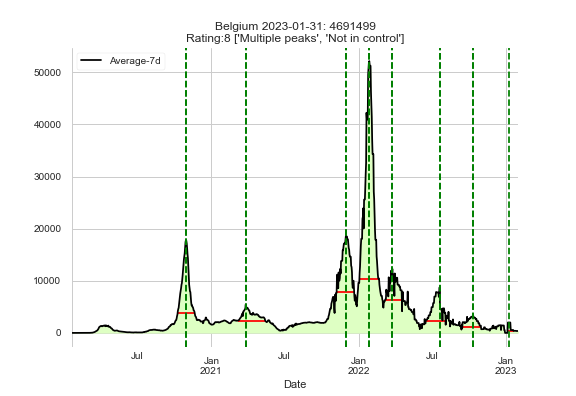 Belgium 2023-01-31: 4691499
Rating:8 ['Multiple peaks', 'Not in control']
Average-7d
50000
40000
30000
20000
10000
0
Jul
Jan
2021
Jul
Jan
2022
Jul
Jan
2023
Date